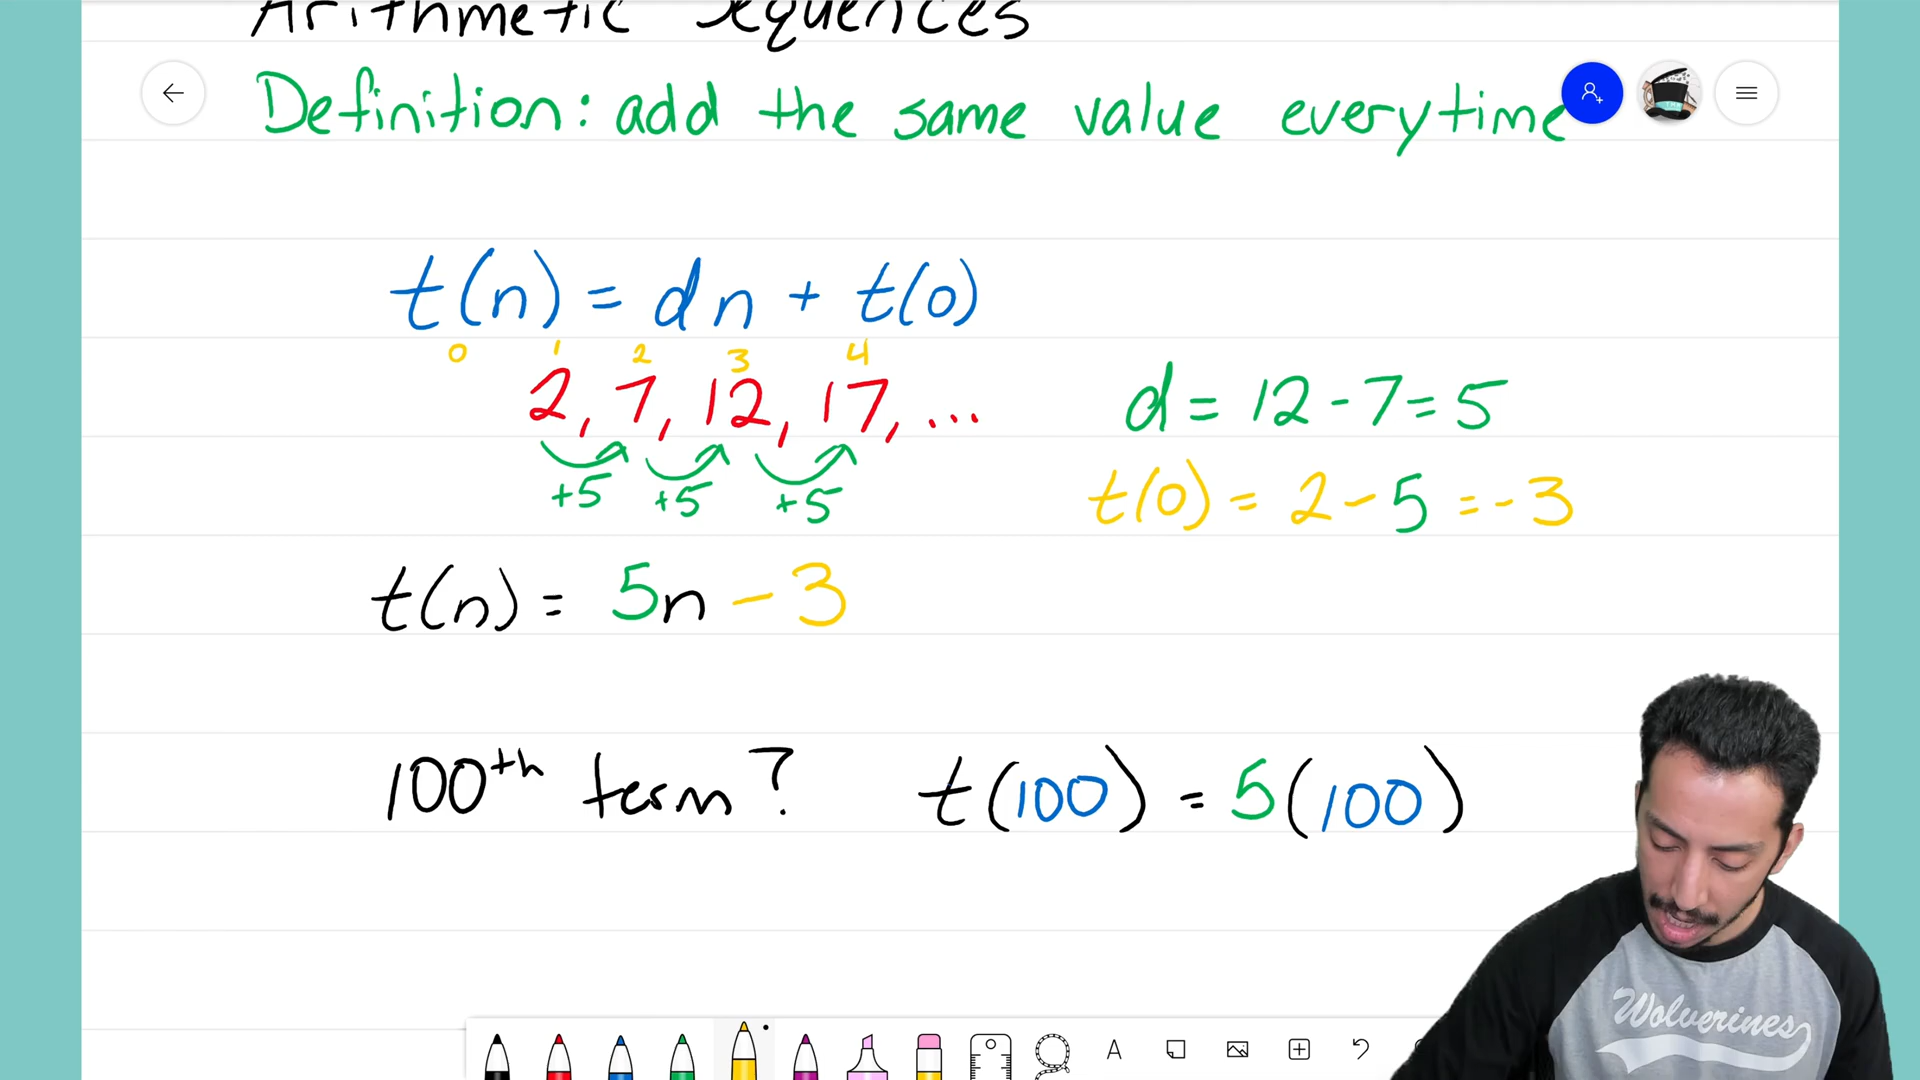 Arithmetic Sequences
Definition: add the same value everytime
t(n) = dn + t(0)
0 1 2 3 4
2, 7, 12, 17, ...
d = 12 - 7 = 5
+5 +5 +5
t(0) = 2 - 5 = -3
t(n) = 5n - 3
100th term? t(100) = 5(100)
Wolverines
A